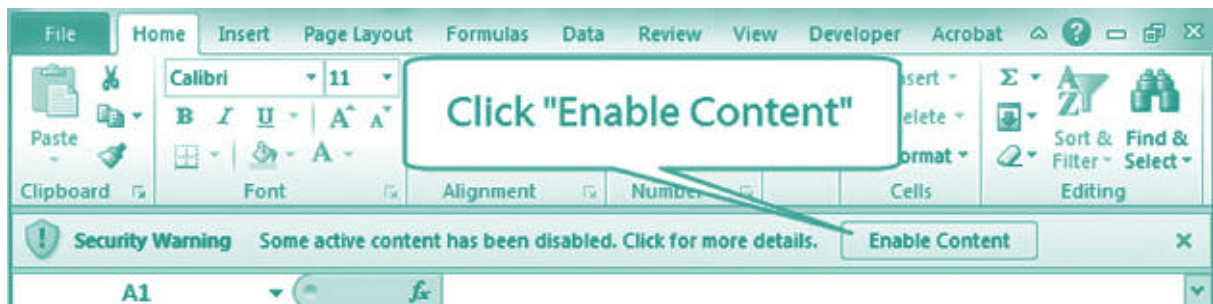 File Home Insert Page Layout Formulas Data Review View Developer Acrobat
Calibri 11
Click "Enable Content"
B I U A A
Paste
A
Sort & Find &
Filter Select
Clipboard Font Alignment Number Cells Editing
Security Warning Some active content has been disabled. Click for more details. Enable Content
A1 fx